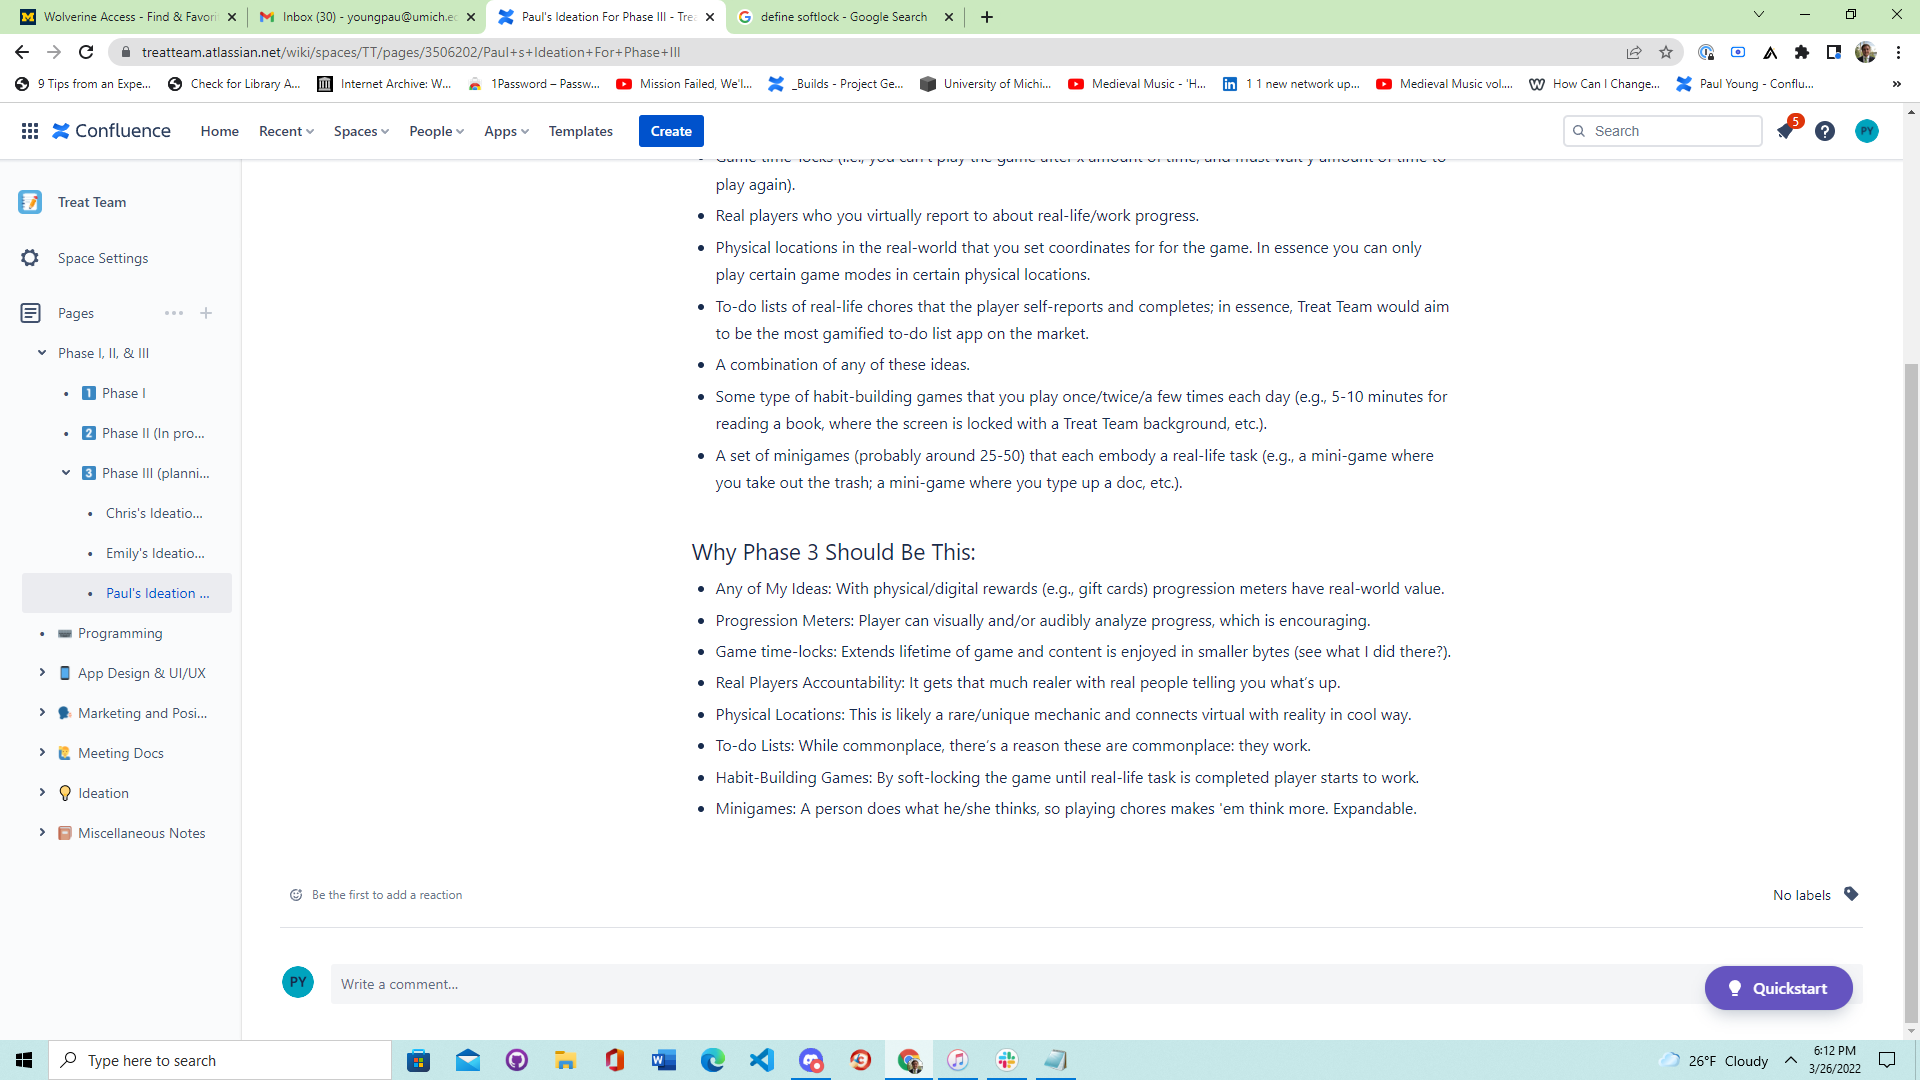 Wolverine Access - Find & Favori
Inbox (30) - youngpau@umich.ec
Paul's Ideation For Phase III - Trea
define softlock - Google Search
treatteam.atlassian.net/wiki/spaces/TT/pages/3506202/Paul+s+Ideation+For+Phase+III
9 Tips from an Expe...
Check for Library A...
Internet Archive: W...
1Password – Passw...
Mission Failed, We'l...
_Builds - Project Ge...
University of Michi...
Medieval Music - 'H...
1 1 new network up...
Medieval Music vol....
How Can I Change...
Paul Young - Conflu...
»
Confluence
Home
Recent
Spaces
People
Apps
Templates
Create
Search
5
PY
Treat Team
Space Settings
Pages
Phase I, II, & III
1 Phase I
2 Phase II (In pro...
3 Phase III (planni...
Chris's Ideatio...
Emily's Ideatio...
Paul's Ideation ...
Programming
App Design & UI/UX
Marketing and Posi...
Meeting Docs
Ideation
Miscellaneous Notes
Game time-locks (i.e., you can't play the game after x amount of time, and must wait y amount of time to
play again).
Real players who you virtually report to about real-life/work progress.
Physical locations in the real-world that you set coordinates for for the game. In essence you can only
play certain game modes in certain physical locations.
To-do lists of real-life chores that the player self-reports and completes; in essence, Treat Team would aim
to be the most gamified to-do list app on the market.
A combination of any of these ideas.
Some type of habit-building games that you play once/twice/a few times each day (e.g., 5-10 minutes for
reading a book, where the screen is locked with a Treat Team background, etc.).
A set of minigames (probably around 25-50) that each embody a real-life task (e.g., a mini-game where
you take out the trash; a mini-game where you type up a doc, etc.).
Why Phase 3 Should Be This:
Any of My Ideas: With physical/digital rewards (e.g., gift cards) progression meters have real-world value.
Progression Meters: Player can visually and/or audibly analyze progress, which is encouraging.
Game time-locks: Extends lifetime of game and content is enjoyed in smaller bytes (see what I did there?).
Real Players Accountability: It gets that much realer with real people telling you what's up.
Physical Locations: This is likely a rare/unique mechanic and connects virtual with reality in cool way.
To-do Lists: While commonplace, there's a reason these are commonplace: they work.
Habit-Building Games: By soft-locking the game until real-life task is completed player starts to work.
Minigames: A person does what he/she thinks, so playing chores makes 'em think more. Expandable.
Be the first to add a reaction
No labels
PY
Write a comment...
Quickstart
Type here to search
26°F Cloudy
6:12 PM
3/26/2022